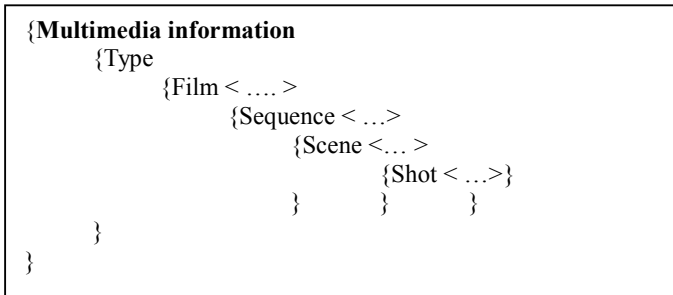 {Multimedia information
{Type
{Film < …. >
{Sequence < …>
{Scene <… >
{Shot < …>}
} } }
}
}